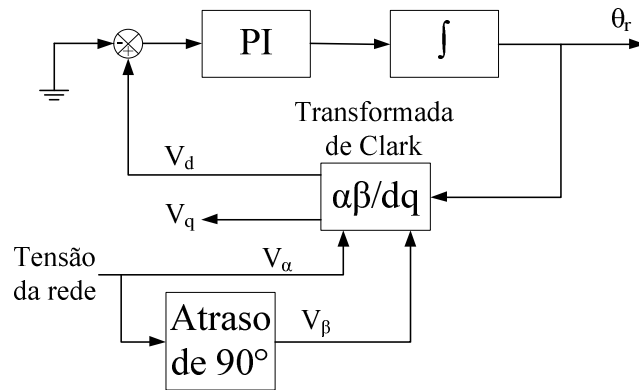 θr
PI
∫
-
+
Transformada
de Clark
Vd
αβ/dq
Vq
Tensão
da rede
Vα
Atraso
de 90°
Vβ